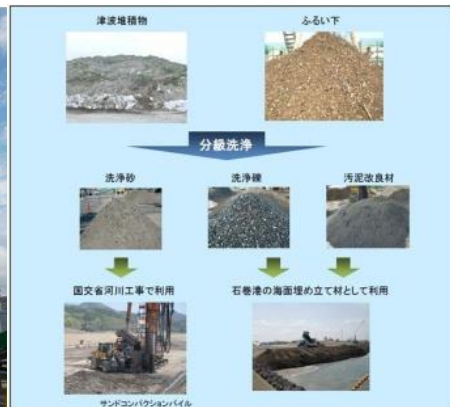 津波堆積物
ふるい下
分級洗浄
洗浄砂
洗浄礫
汚泥改良材
国交省河川工事で利用
石巻港の海面埋め立て材として利用
サンドコンパクションパイル